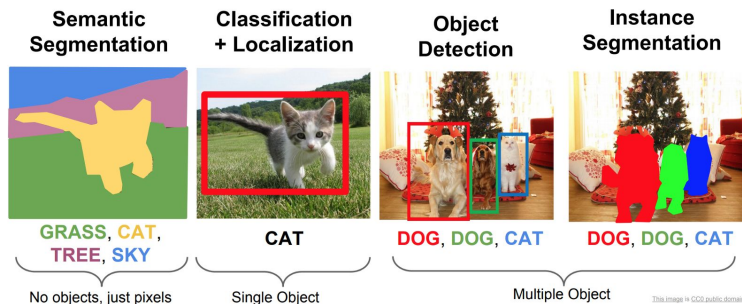 Semantic
Segmentation
Classification
+ Localization
Object
Detection
Instance
Segmentation
GRASS, CAT,
TREE, SKY
CAT
DOG, DOG, CAT
DOG, DOG, CAT
No objects, just pixels
Single Object
Multiple Object
This image is CC0 public domain